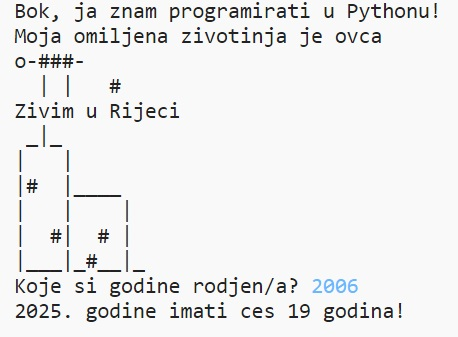 Bok, ja znam programirati u Pythonu!
Moja omiljena zivotinja je ovca
o-###-
  | |   #
Zivim u Rijeci
 _|_
|   |
|#  |____
|   |    |
|  #|  # |
|___|_#__|_
Koje si godine rodjen/a? 2006
2025. godine imati ces 19 godina!